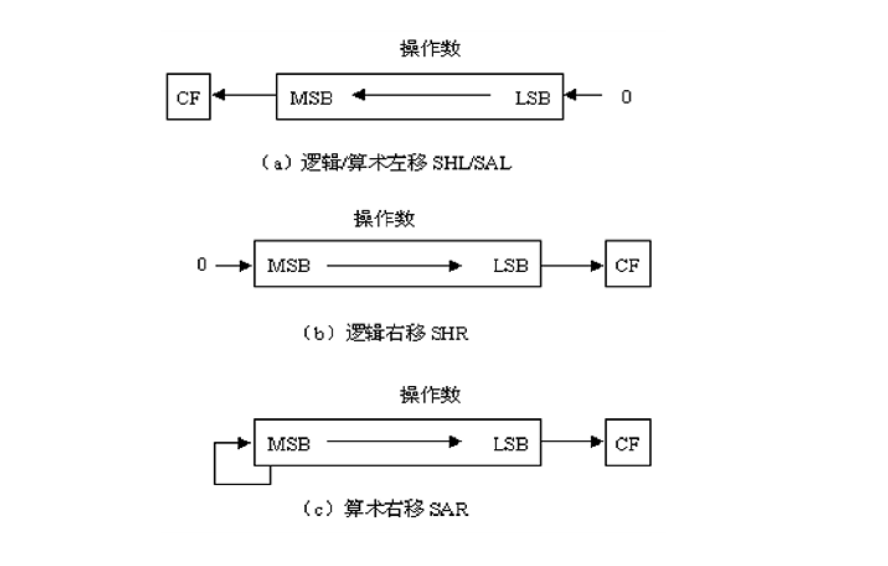 操作数
CF MSB LSB 0
（a）逻辑/算术左移 SHL/SAL
操作数
0 MSB LSB CF
（b）逻辑右移 SHR
操作数
MSB LSB CF
（c）算术右移 SAR